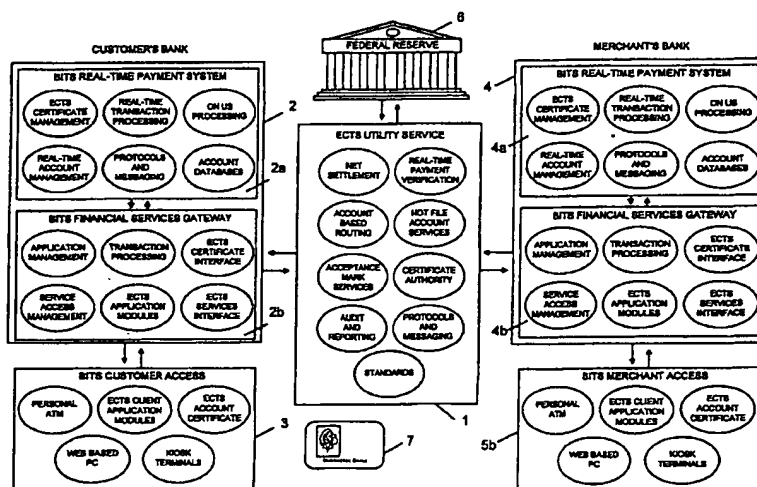 CUSTOMER'S BANK
BITS REAL-TIME PAYMENT SYSTEM
ECTS
CERTIFICATE
MANAGEMENT
REAL-TIME
TRANSACTION
PROCESSING
ON US
PROCESSING
REAL-TIME
ACCOUNT
MANAGEMENT
PROTOCOLS
AND
MESSAGING
ACCOUNT
DATABASES
2
2a
BITS FINANCIAL SERVICES GATEWAY
APPLICATION
MANAGEMENT
TRANSACTION
PROCESSING
ECTS
CERTIFICATE
INTERFACE
SERVICE
ACCESS
MANAGEMENT
ECTS
APPLICATION
MODULES
ECTS
SERVICES
INTERFACE
2b
BITS CUSTOMER ACCESS
PERSONAL
ATM
ECTS CLIENT
APPLICATION
MODULES
ECTS
ACCOUNT
CERTIFICATE
WEB BASED
PC
KIOSK
TERMINALS
3
6
FEDERAL RESERVE
ECTS UTILITY SERVICE
NET
SETTLEMENT
REAL-TIME
PAYMENT
VERIFICATION
ACCOUNT
BASED
ROUTING
HOT FILE
ACCOUNT
SERVICES
ACCEPTANCE
MARK
SERVICES
CERTIFICATE
AUTHORITY
AUDIT
AND
REPORTING
PROTOCOLS
AND
MESSAGING
STANDARDS
1
7
MERCHANT'S BANK
4
BITS REAL-TIME PAYMENT SYSTEM
ECTS
CERTIFICATE
MANAGEMENT
REAL-TIME
TRANSACTION
PROCESSING
ON US
PROCESSING
4a
REAL-TIME
ACCOUNT
MANAGEMENT
PROTOCOLS
AND
MESSAGING
ACCOUNT
DATABASES
BITS FINANCIAL SERVICES GATEWAY
APPLICATION
MANAGEMENT
TRANSACTION
PROCESSING
ECTS
CERTIFICATE
INTERFACE
SERVICE
ACCESS
MANAGEMENT
ECTS
APPLICATION
MODULES
ECTS
SERVICES
INTERFACE
4b
BITS MERCHANT ACCESS
PERSONAL
ATM
ECTS CLIENT
APPLICATION
MODULES
ECTS
ACCOUNT
CERTIFICATE
WEB BASED
PC
KIOSK
TERMINALS
5b